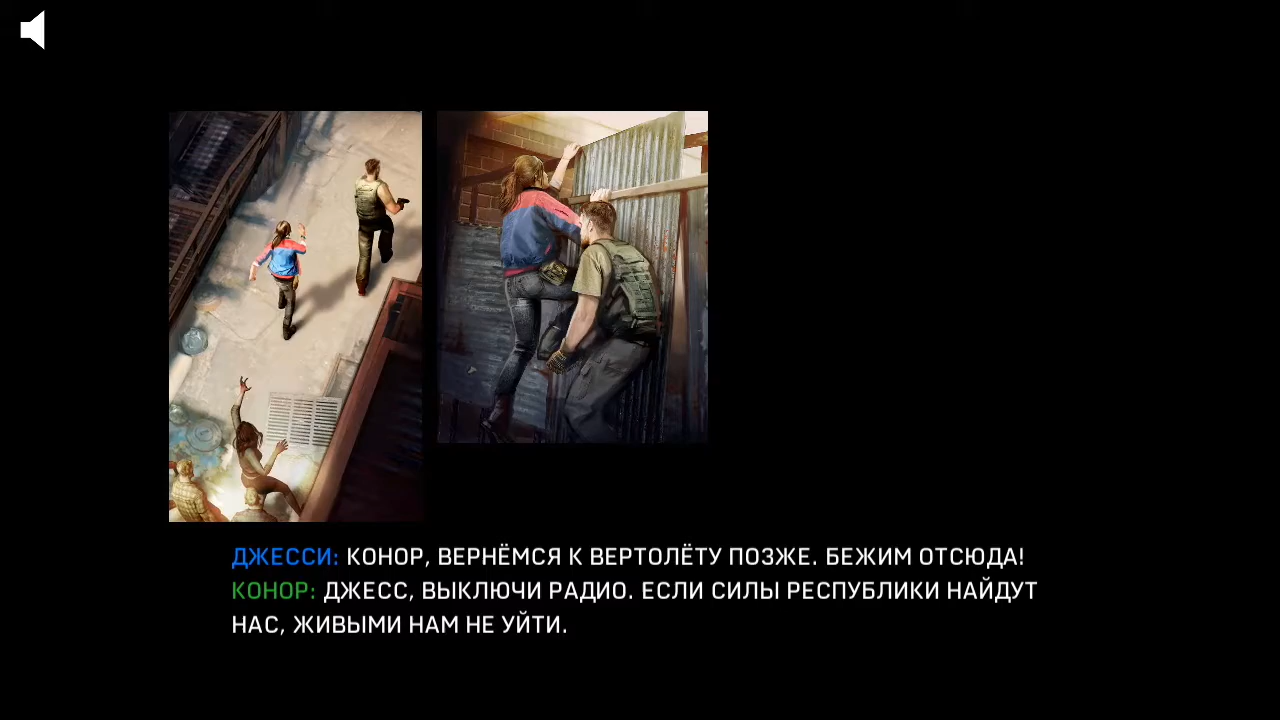 ДЖЕССИ: КОНОР, ВЕРНЁМСЯ К ВЕРТОЛЁТУ ПОЗЖЕ. БЕЖИМ ОТСЮДА!
КОНОР: ДЖЕСС, ВЫКЛЮЧИ РАДИО. ЕСЛИ СИЛЫ РЕСПУБЛИКИ НАЙДУТ
НАС, ЖИВЫМИ НАМ НЕ УЙТИ.